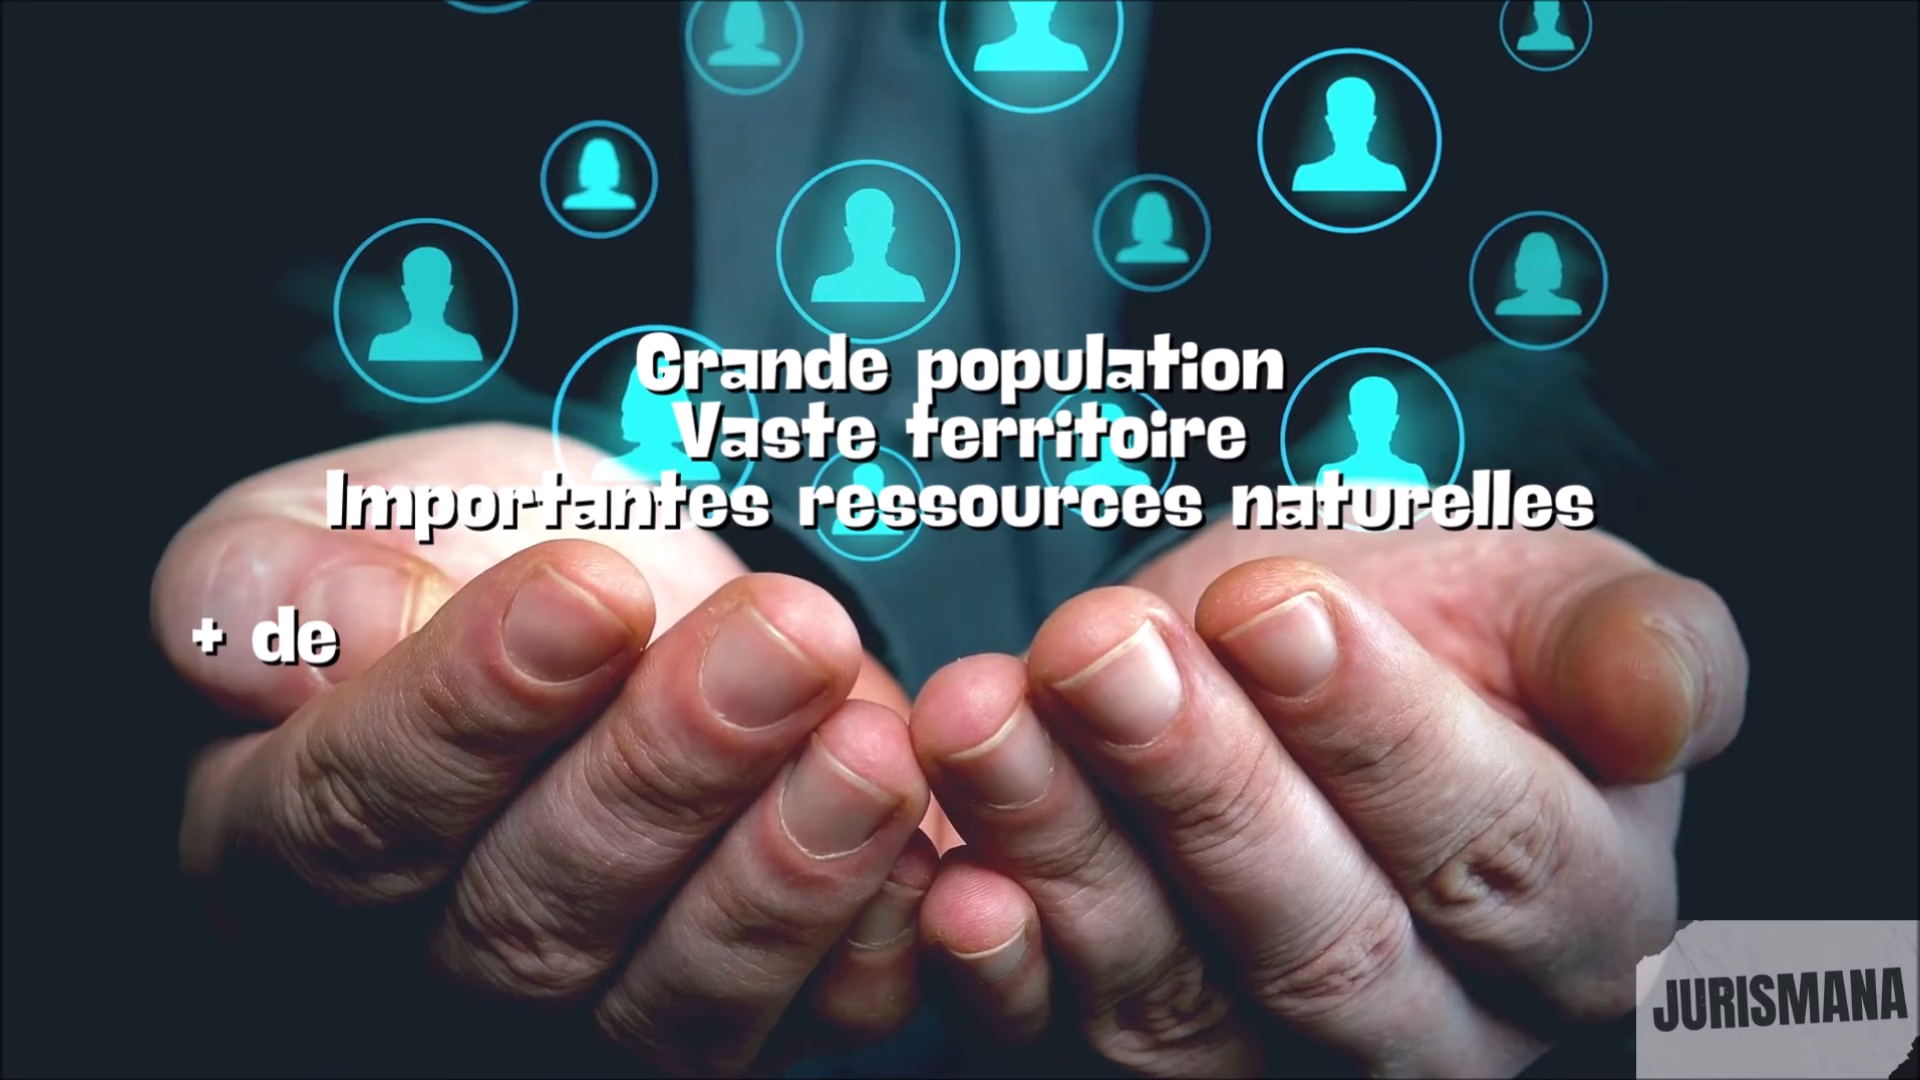 Grande population
Vaste territoire
Importantes ressources naturelles
+ de
JURISMANA